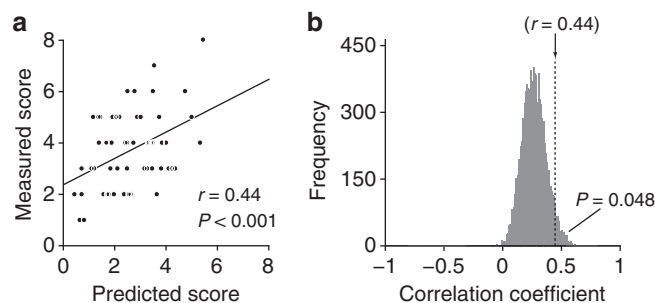 a
8
6
4
2
0
Measured score
0 2 4 6 8
Predicted score
r = 0.44
P < 0.001
b
(r = 0.44)
450
300
150
0
Frequency
P = 0.048
−1 −0.5 0 0.5 1
Correlation coefficient